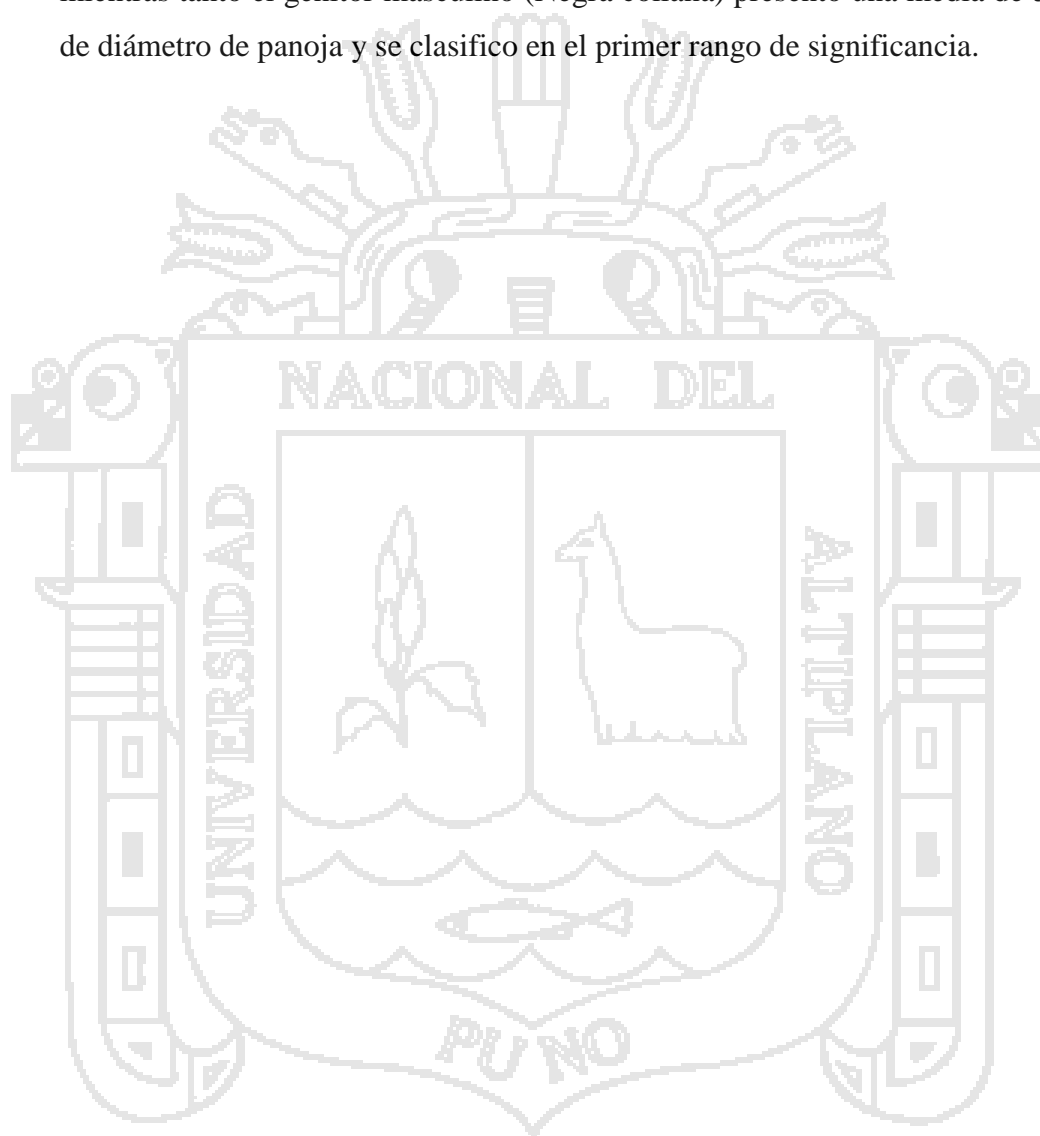 mientras tanto el genitor masculino (Negra collana) presentó una media de
de diámetro de panoja y se clasifico en el primer rango de significancia.
NACIONAL DEL
UNIVERSIDAD
ALTIPLANO
PUNO